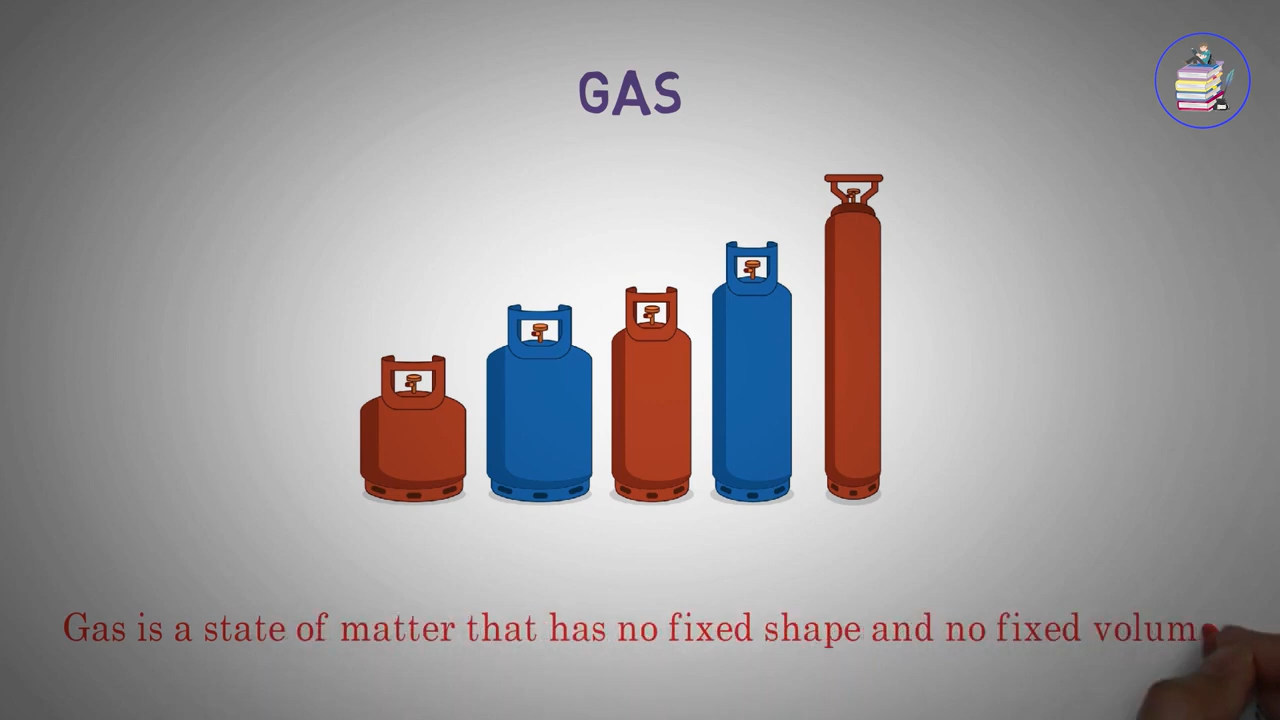 GAS
Gas is a state of matter that has no fixed shape and no fixed volum